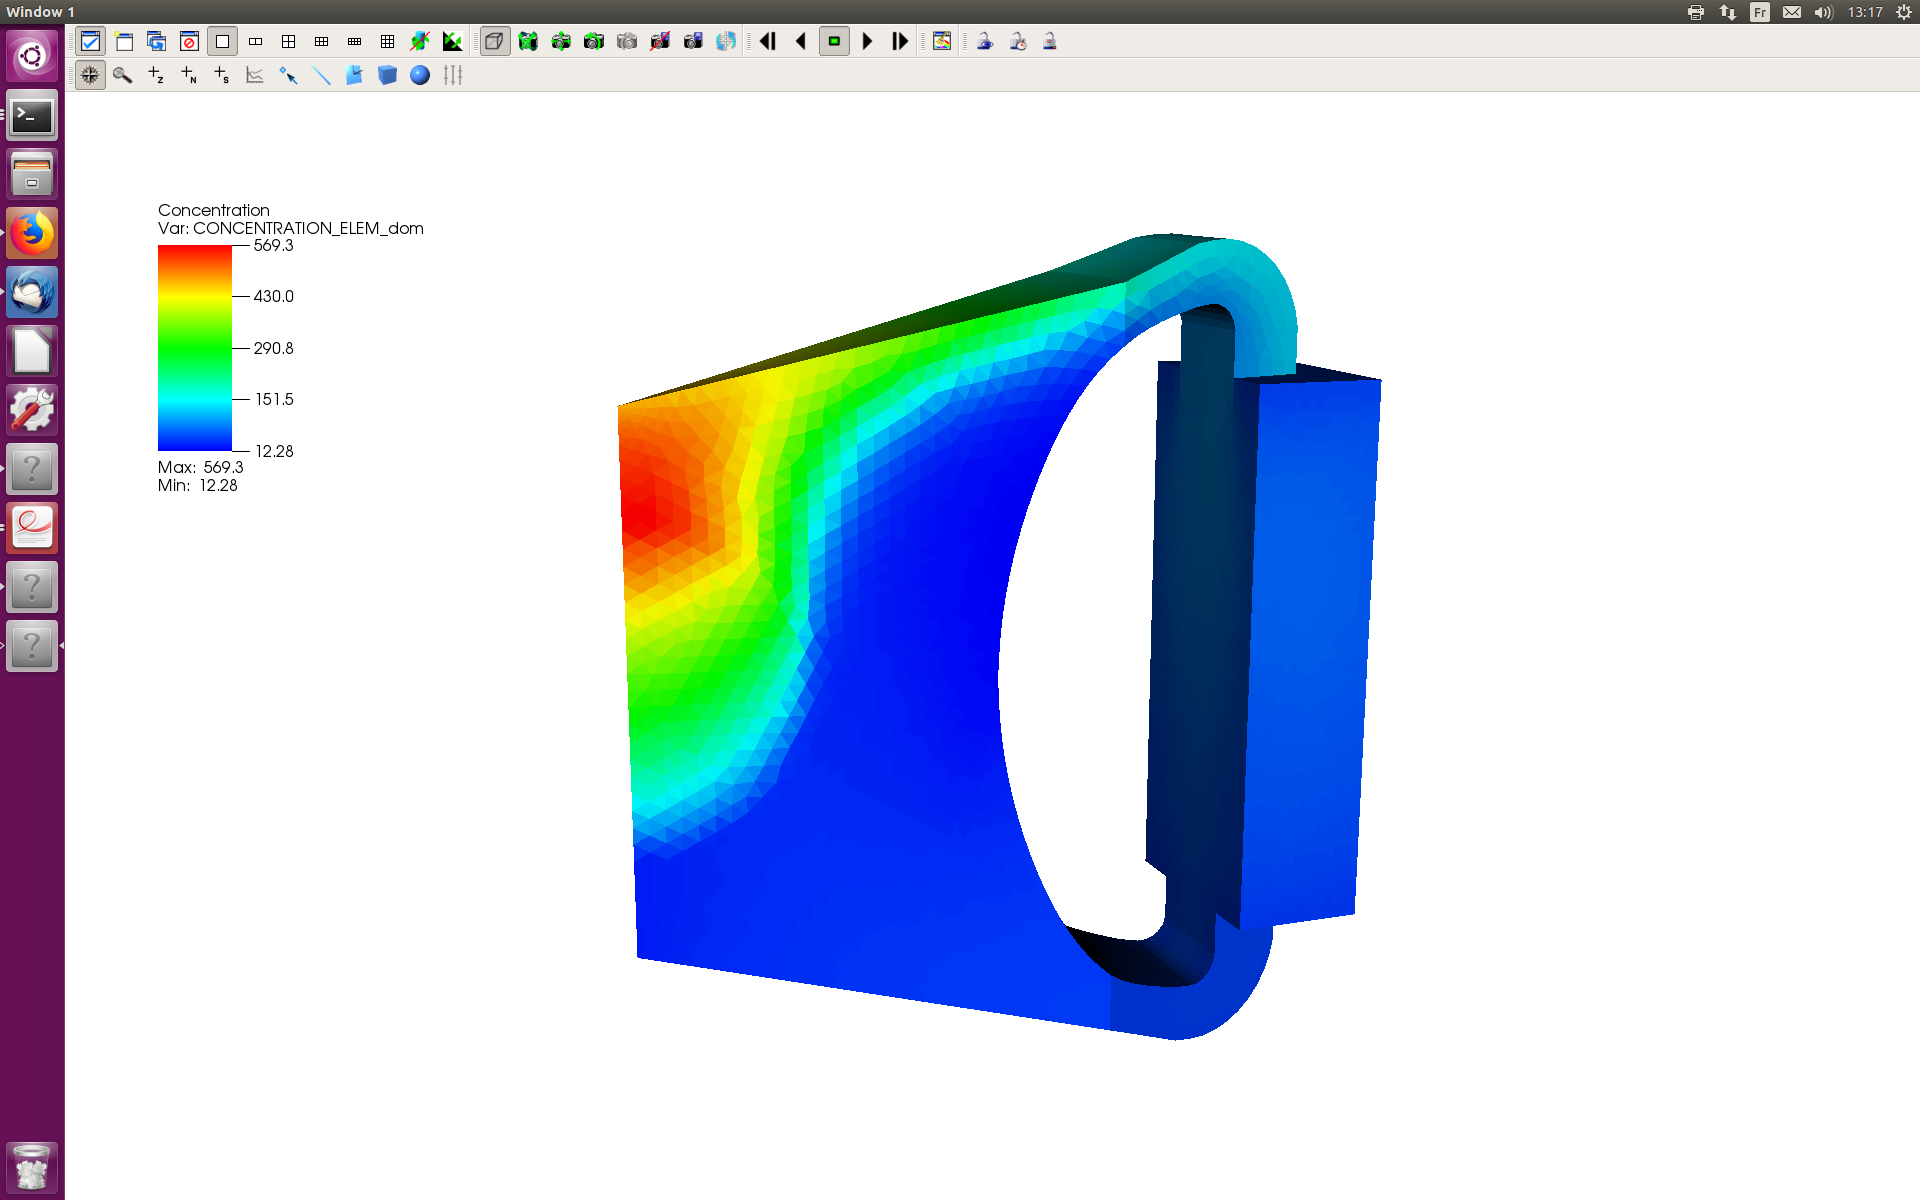 Window 1
Fr
13:17
Concentration
Var: CONCENTRATION_ELEM_dom
569.3
430.0
290.8
151.5
12.28
Max: 569.3
Min: 12.28